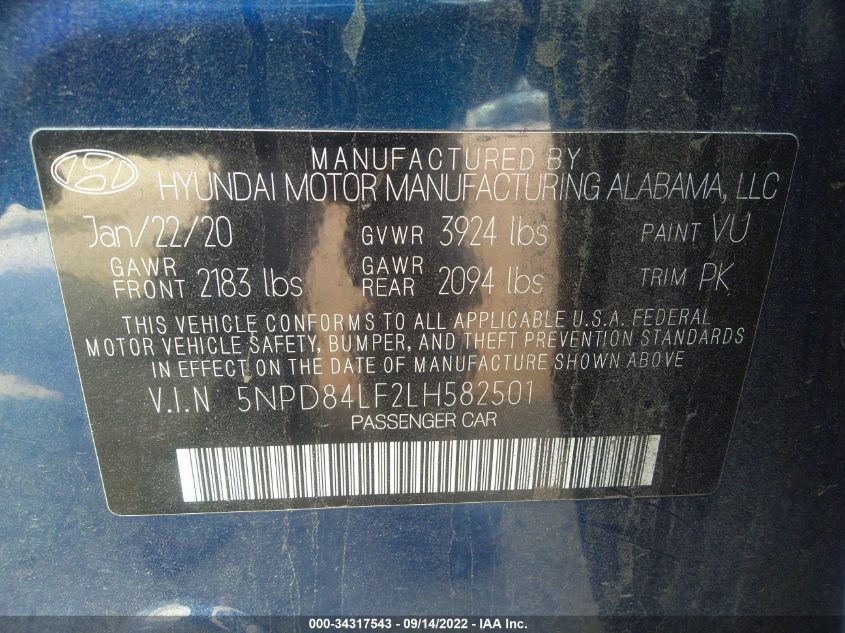 MANUFACTURED BY
HYUNDAI MOTOR MANUFACTURING ALABAMA, LLC
Jan/22/20 GVWR 3924 lbs PAINT VU
GAWR FRONT 2183 lbs GAWR REAR 2094 lbs TRIM PK
THIS VEHICLE CONFORMS TO ALL APPLICABLE U.S.A. FEDERAL
MOTOR VEHICLE SAFETY, BUMPER, AND THEFT PREVENTION STANDARDS
IN EFFECT ON THE DATE OF MANUFACTURE SHOWN ABOVE
V.I.N 5NPD84LF2LH582501
PASSENGER CAR
000-34317543 - 09/14/2022 - IAA Inc.